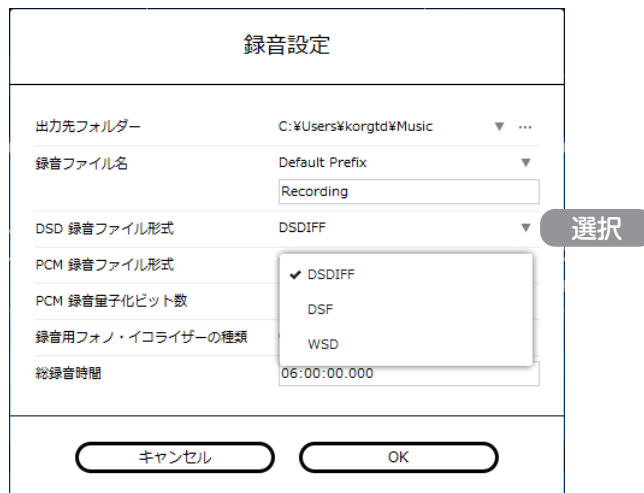 録音設定
出力先フォルダー C:¥Users¥korgtd¥Music ▼ ...
録音ファイル名 Default Prefix ▼
Recording
DSD 録音ファイル形式 DSDIFF ▼ 選択
PCM 録音ファイル形式
✔ DSDIFF
PCM 録音量子化ビット数
DSF
録音用フォノ・イコライザーの種類
WSD
総録音時間 06:00:00.000
キャンセル OK